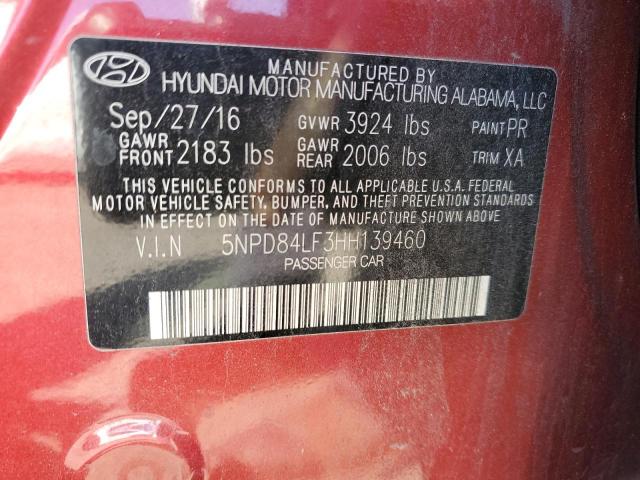 MANUFACTURED BY
HYUNDAI MOTOR MANUFACTURING ALABAMA, LLC
Sep/27/16 GVWR 3924 lbs PAINT PR
GAWR FRONT 2183 lbs GAWR REAR 2006 lbs TRIM XA
THIS VEHICLE CONFORMS TO ALL APPLICABLE U.S.A. FEDERAL
MOTOR VEHICLE SAFETY, BUMPER, AND THEFT PREVENTION STANDARDS
IN EFFECT ON THE DATE OF MANUFACTURE SHOWN ABOVE.
V.I.N 5NPD84LF3HH139460
PASSENGER CAR